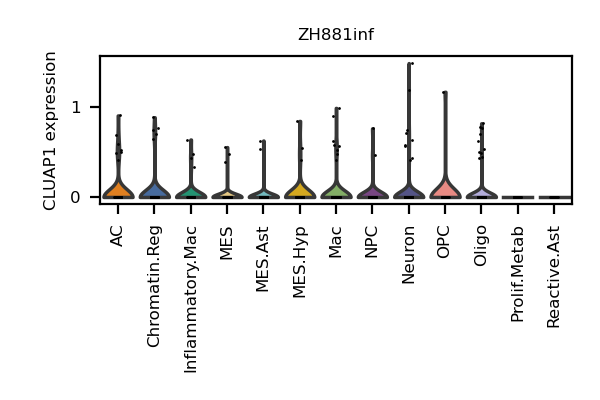 ZH881inf
CLUAP1 expression
1
0
AC
Chromatin.Reg
Inflammatory.Mac
MES
MES.Ast
MES.Hyp
Mac
NPC
Neuron
OPC
Oligo
Prolif.Metab
Reactive.Ast